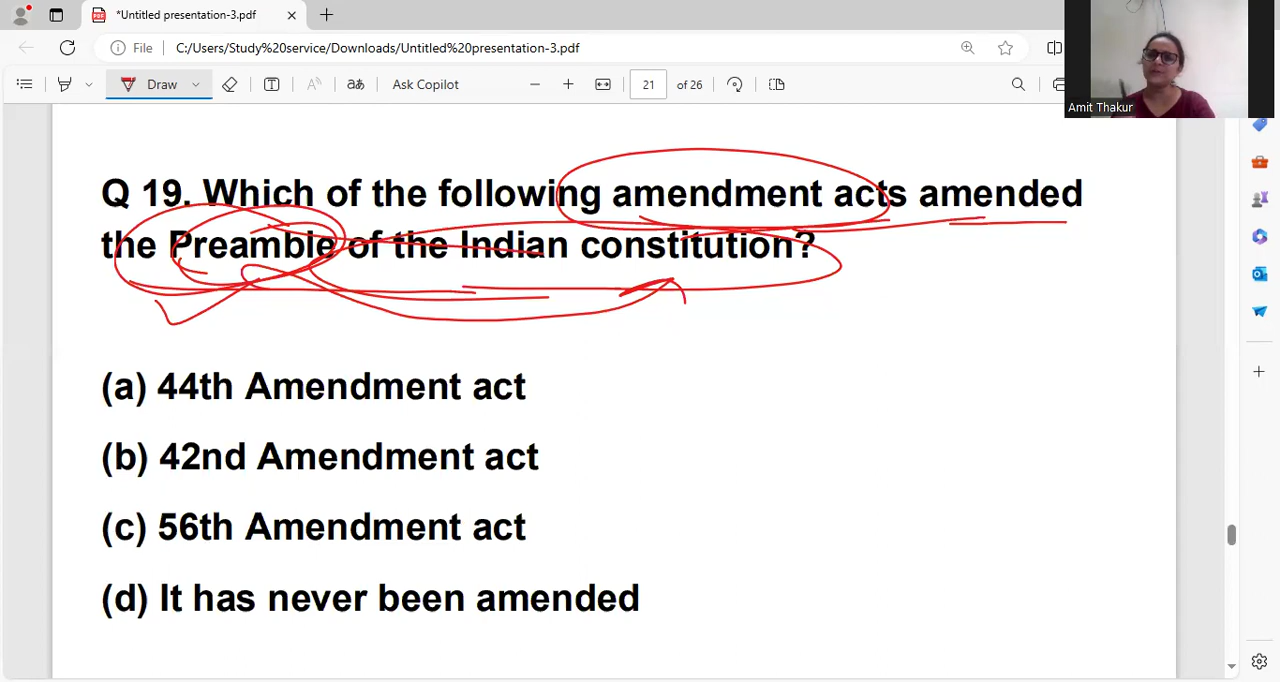 *Untitled presentation-3.pdf
File C:/Users/Study%20service/Downloads/Untitled%20presentation-3.pdf
Draw Ask Copilot 21 of 26
Amit Thakur
Q 19. Which of the following amendment acts amended
the Preamble of the Indian constitution?
(a) 44th Amendment act
(b) 42nd Amendment act
(c) 56th Amendment act
(d) It has never been amended